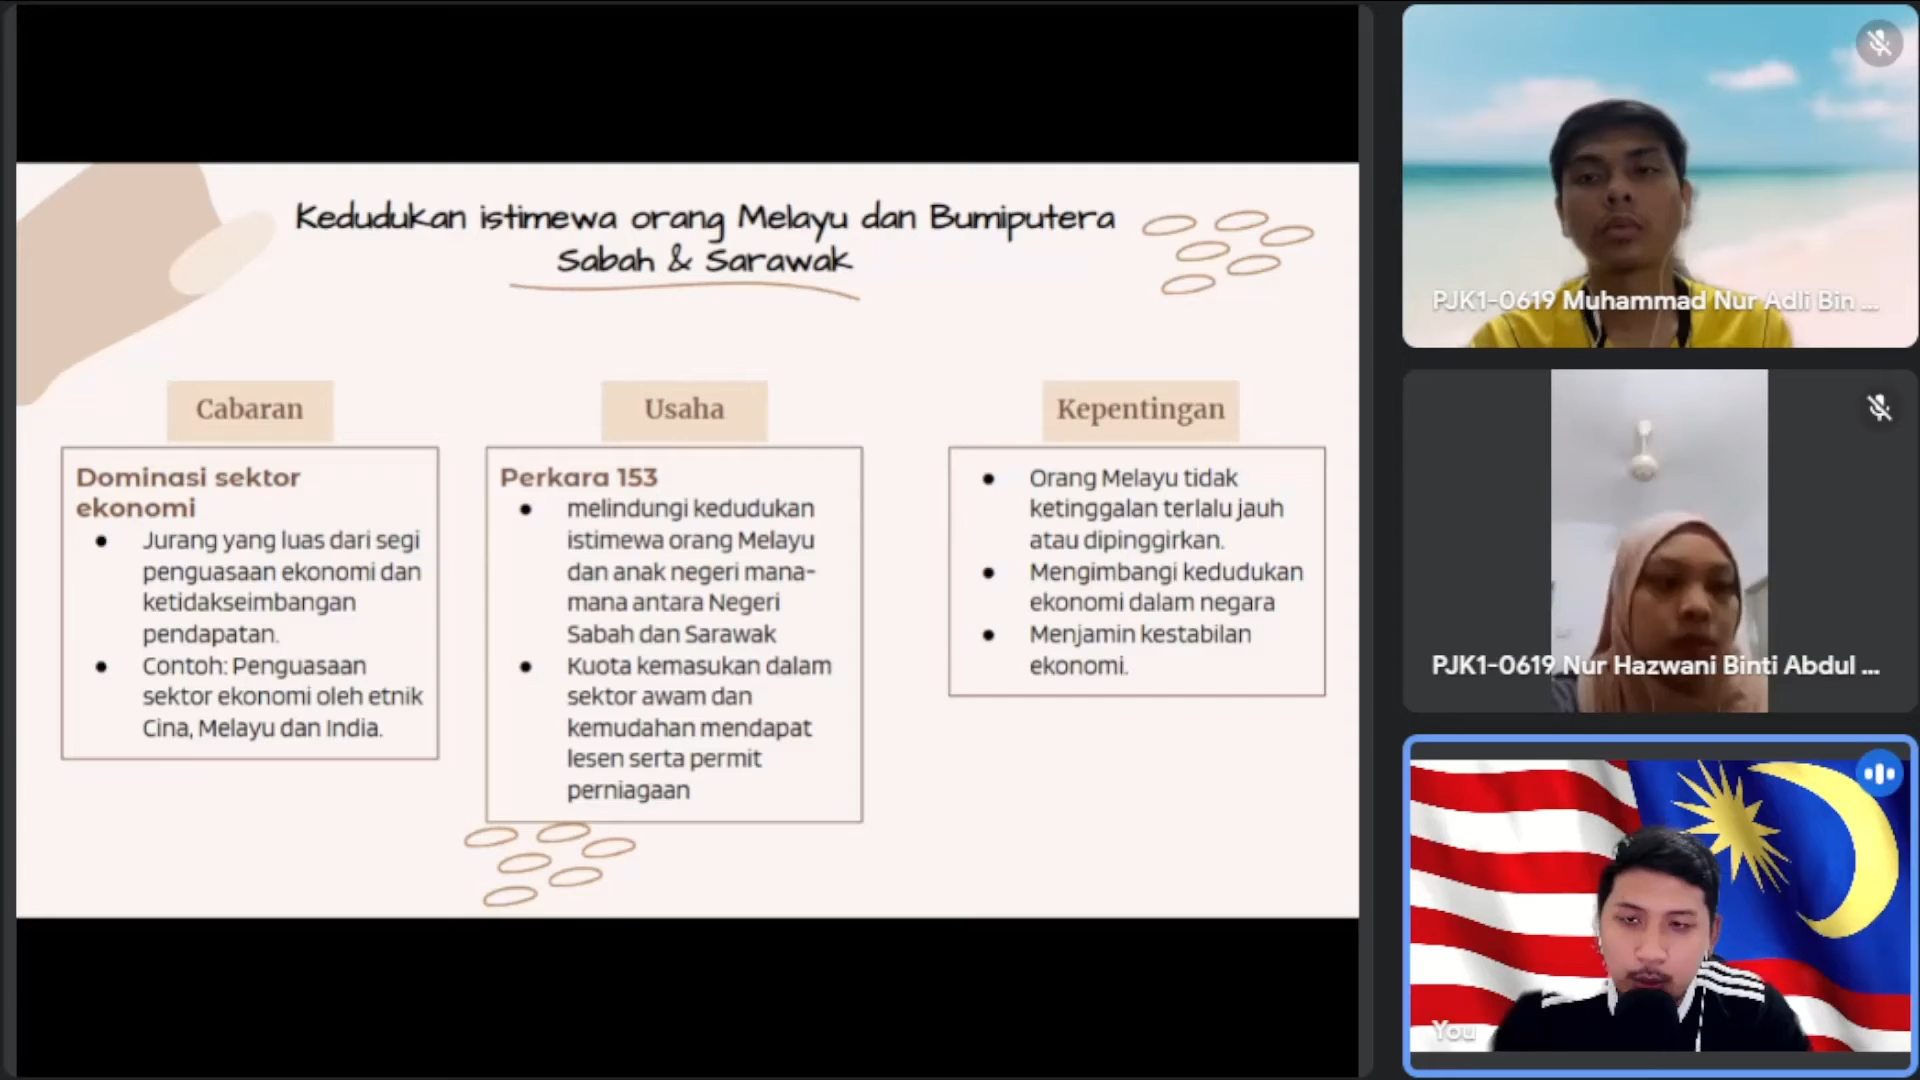 Kedudukan istimewa orang Melayu dan Bumiputera
Sabah & Sarawak
Cabaran
Dominasi sektor
ekonomi
● Jurang yang luas dari segi
penguasaan ekonomi dan
ketidakseimbangan
pendapatan.
● Contoh: Penguasaan
sektor ekonomi oleh etnik
Cina, Melayu dan India.
Usaha
Perkara 153
● melindungi kedudukan
istimewa orang Melayu
dan anak negeri mana-
mana antara Negeri
Sabah dan Sarawak
● Kuota kemasukan dalam
sektor awam dan
kemudahan mendapat
lesen serta permit
perniagaan
Kepentingan
● Orang Melayu tidak
ketinggalan terlalu jauh
atau dipinggirkan.
● Mengimbangi kedudukan
ekonomi dalam negara
● Menjamin kestabilan
ekonomi.
PJK1-0619 Muhammad Nur Adli Bin ...
PJK1-0619 Nur Hazwani Binti Abdul ...
You